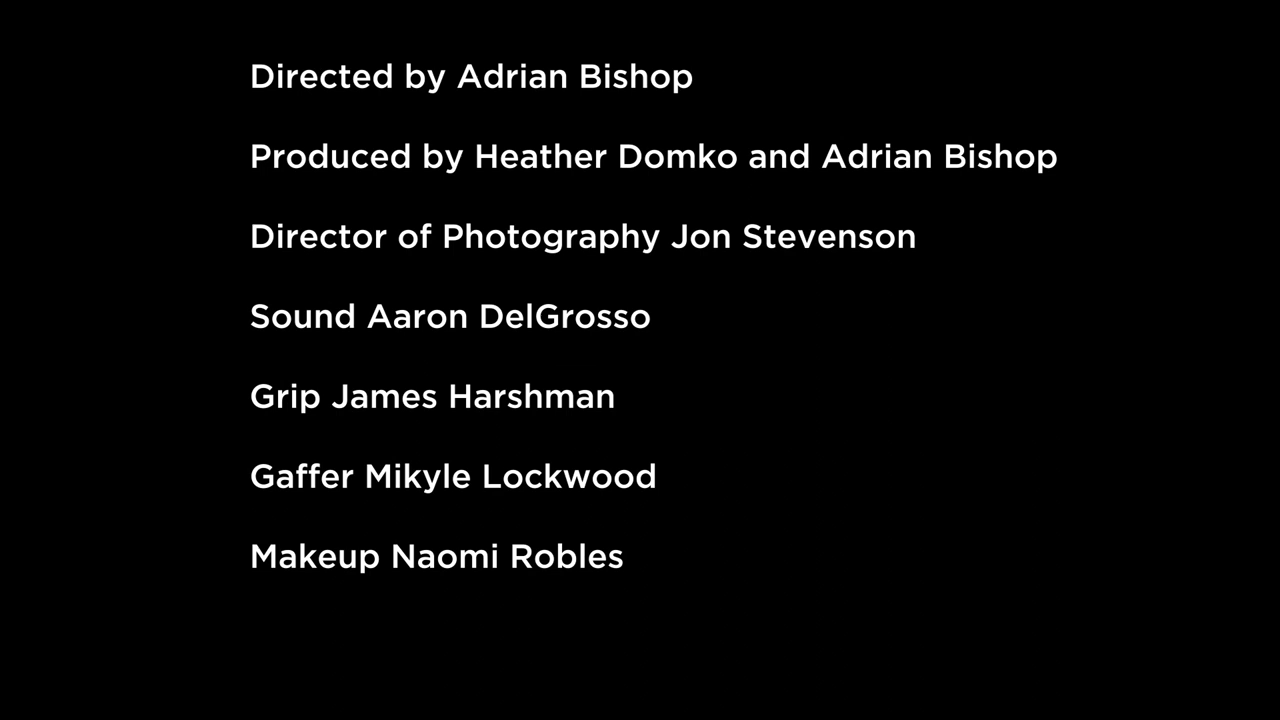 Directed by Adrian Bishop
Produced by Heather Domko and Adrian Bishop
Director of Photography Jon Stevenson
Sound Aaron DelGrosso
Grip James Harshman
Gaffer Mikyle Lockwood
Makeup Naomi Robles